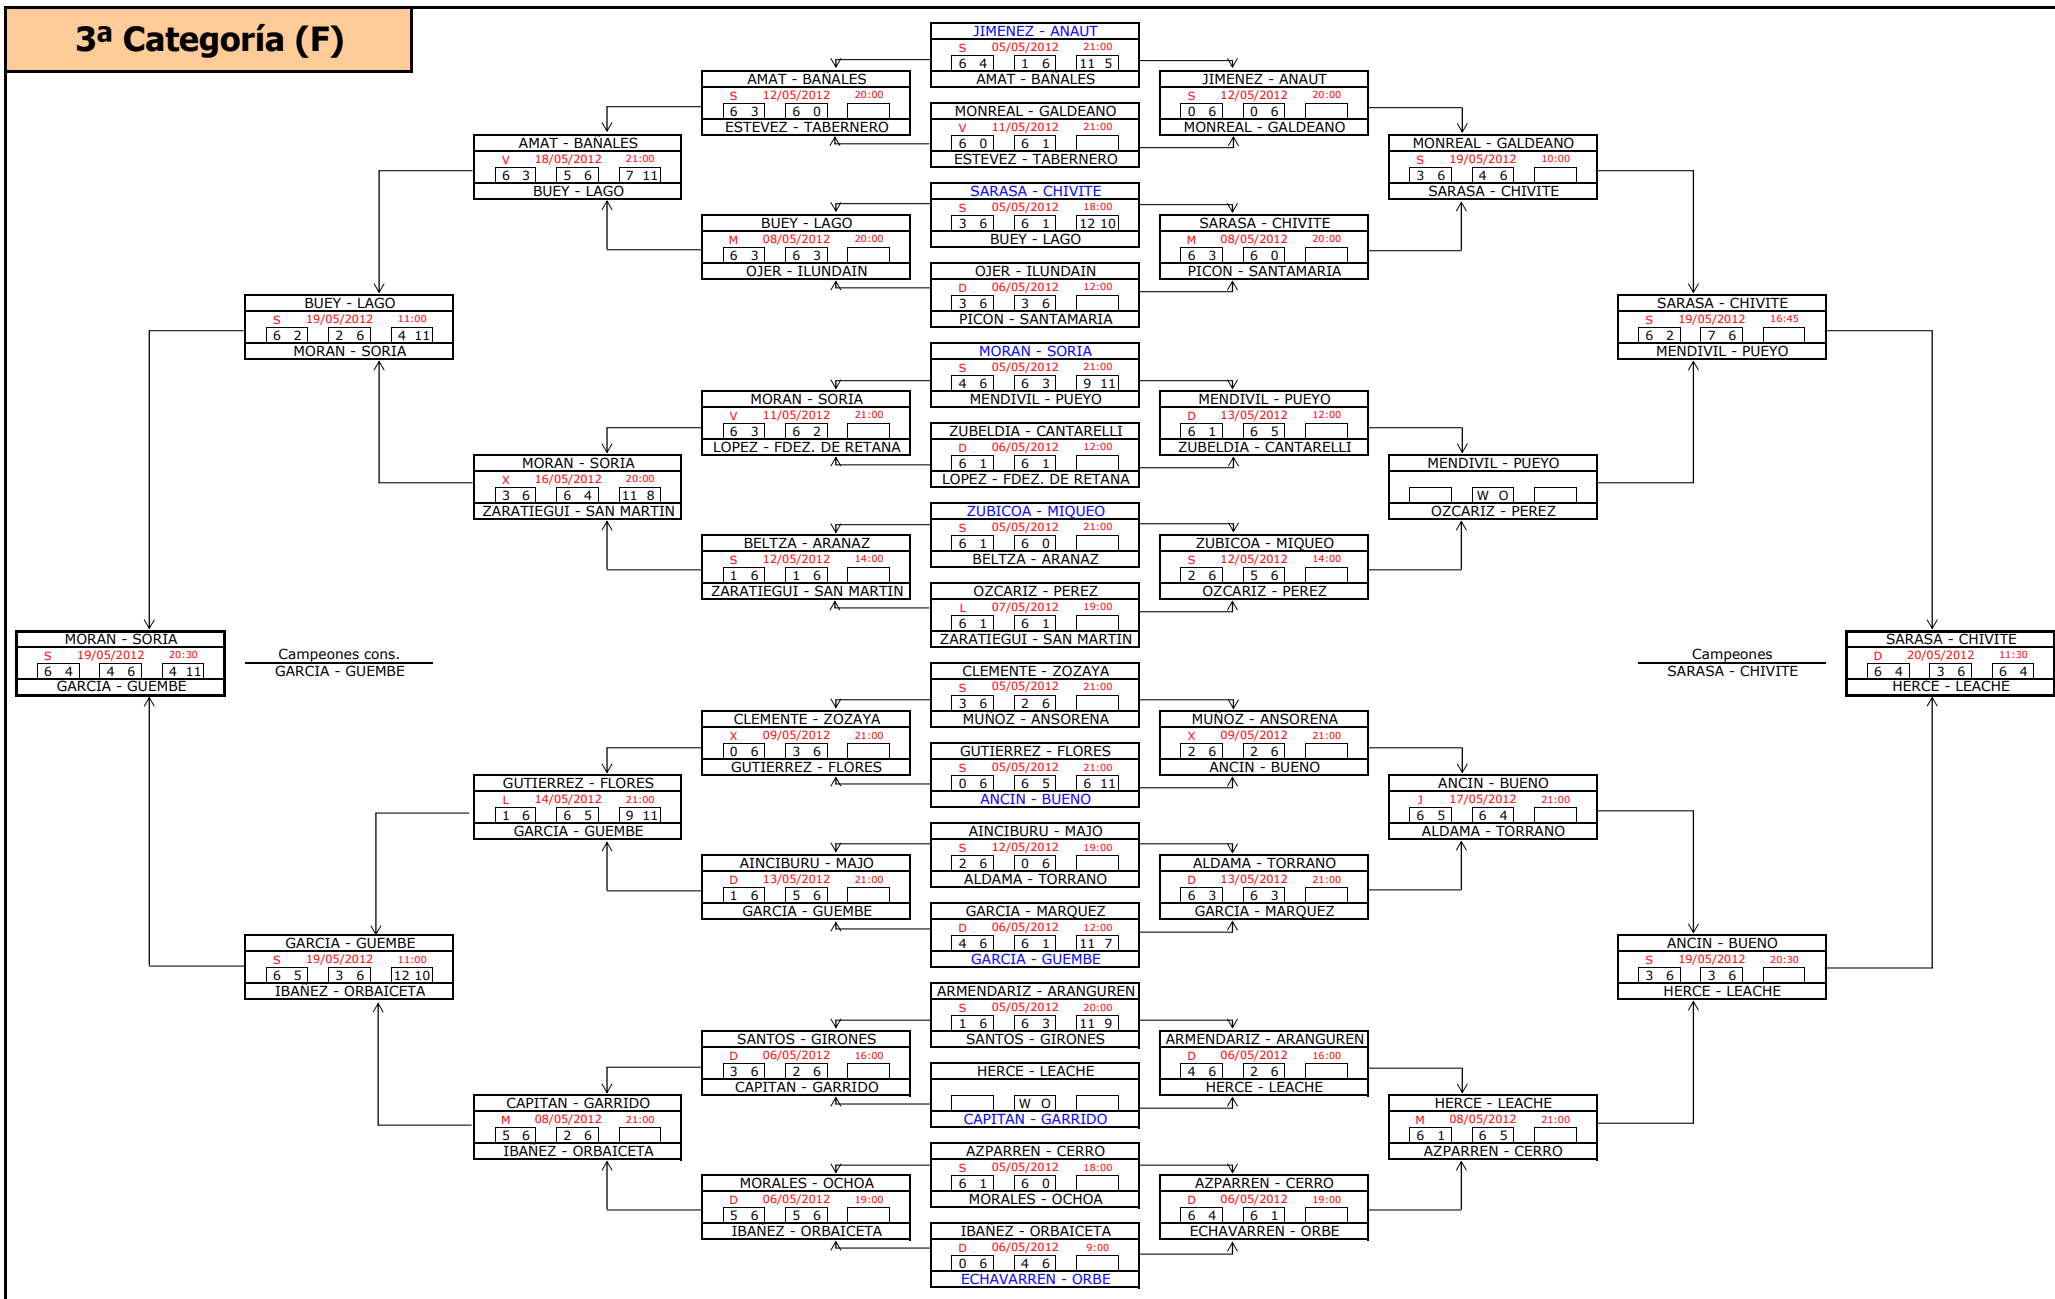 3ª Categoría (F)
JIMENEZ - ANAUT
S 05/05/2012 21:00
6 4 1 6 11 5
AMAT - BAÑALES
MONREAL - GALDEANO
V 11/05/2012 21:00
6 0 6 1
ESTEVEZ - TABERNERO
SARASA - CHIVITE
S 05/05/2012 18:00
3 6 6 1 12 10
BUEY - LAGO
OJER - ILUNDAIN
D 06/05/2012 12:00
3 6 3 6
PICON - SANTAMARIA
MORAN - SORIA
S 05/05/2012 21:00
4 6 6 3 9 11
MENDIVIL - PUEYO
ZUBELDIA - CANTARELLI
D 06/05/2012 12:00
6 1 6 1
LOPEZ - FDEZ. DE RETANA
ZUBICOA - MIQUEO
S 05/05/2012 21:00
6 1 6 0
BELTZA - ARANAZ
OZCARIZ - PEREZ
L 07/05/2012 19:00
6 1 6 1
ZARATIEGUI - SAN MARTIN
CLEMENTE - ZOZAYA
S 05/05/2012 21:00
3 6 2 6
MUÑOZ - ANSORENA
GUTIERREZ - FLORES
S 05/05/2012 21:00
0 6 6 5 6 11
ANCIN - BUENO
AINCIBURU - MAJO
S 12/05/2012 19:00
2 6 0 6
ALDAMA - TORRANO
GARCIA - MARQUEZ
D 06/05/2012 12:00
4 6 6 1 11 7
GARCIA - GUEMBE
ARMENDARIZ - ARANGUREN
S 05/05/2012 20:00
1 6 6 3 11 9
SANTOS - GIRONES
HERCE - LEACHE
W O
CAPITAN - GARRIDO
AZPARREN - CERRO
S 05/05/2012 18:00
6 1 6 0
MORALES - OCHOA
IBAÑEZ - ORBAICETA
D 06/05/2012 9:00
0 6 4 6
ECHAVARREN - ORBE
AMAT - BAÑALES
S 12/05/2012 20:00
6 3 6 0
ESTEVEZ - TABERNERO
BUEY - LAGO
M 08/05/2012 20:00
6 3 6 3
OJER - ILUNDAIN
MORAN - SORIA
V 11/05/2012 21:00
6 3 6 2
LOPEZ - FDEZ. DE RETANA
BELTZA - ARANAZ
S 12/05/2012 14:00
1 6 1 6
ZARATIEGUI - SAN MARTIN
CLEMENTE - ZOZAYA
X 09/05/2012 21:00
0 6 3 6
GUTIERREZ - FLORES
AINCIBURU - MAJO
D 13/05/2012 21:00
1 6 5 6
GARCIA - GUEMBE
SANTOS - GIRONES
D 06/05/2012 16:00
3 6 2 6
CAPITAN - GARRIDO
MORALES - OCHOA
D 06/05/2012 19:00
5 6 5 6
IBAÑEZ - ORBAICETA
AMAT - BAÑALES
V 18/05/2012 21:00
6 3 5 6 7 11
BUEY - LAGO
MORAN - SORIA
X 16/05/2012 20:00
3 6 6 4 11 8
ZARATIEGUI - SAN MARTIN
GUTIERREZ - FLORES
L 14/05/2012 21:00
1 6 6 5 9 11
GARCIA - GUEMBE
CAPITAN - GARRIDO
M 08/05/2012 21:00
5 6 2 6
IBAÑEZ - ORBAICETA
BUEY - LAGO
S 19/05/2012 11:00
6 2 2 6 4 11
MORAN - SORIA
GARCIA - GUEMBE
S 19/05/2012 11:00
6 5 3 6 12 10
IBAÑEZ - ORBAICETA
MORAN - SORIA
S 19/05/2012 20:30
6 4 4 6 4 11
GARCIA - GUEMBE
Campeones cons.
GARCIA - GUEMBE
JIMENEZ - ANAUT
S 12/05/2012 20:00
0 6 0 6
MONREAL - GALDEANO
SARASA - CHIVITE
M 08/05/2012 20:00
6 3 6 0
PICON - SANTAMARIA
MENDIVIL - PUEYO
D 13/05/2012 12:00
6 1 6 5
ZUBELDIA - CANTARELLI
ZUBICOA - MIQUEO
S 12/05/2012 14:00
2 6 5 6
OZCARIZ - PEREZ
MUÑOZ - ANSORENA
X 09/05/2012 21:00
2 6 2 6
ANCIN - BUENO
ALDAMA - TORRANO
D 13/05/2012 21:00
6 3 6 3
GARCIA - MARQUEZ
ARMENDARIZ - ARANGUREN
D 06/05/2012 16:00
4 6 2 6
HERCE - LEACHE
AZPARREN - CERRO
D 06/05/2012 19:00
6 4 6 1
ECHAVARREN - ORBE
MONREAL - GALDEANO
S 19/05/2012 10:00
3 6 4 6
SARASA - CHIVITE
MENDIVIL - PUEYO
W O
OZCARIZ - PEREZ
ANCIN - BUENO
J 17/05/2012 21:00
6 5 6 4
ALDAMA - TORRANO
HERCE - LEACHE
M 08/05/2012 21:00
6 1 6 5
AZPARREN - CERRO
SARASA - CHIVITE
S 19/05/2012 16:45
6 2 7 6
MENDIVIL - PUEYO
ANCIN - BUENO
S 19/05/2012 20:30
3 6 3 6
HERCE - LEACHE
Campeones
SARASA - CHIVITE
SARASA - CHIVITE
D 20/05/2012 11:30
6 4 3 6 6 4
HERCE - LEACHE